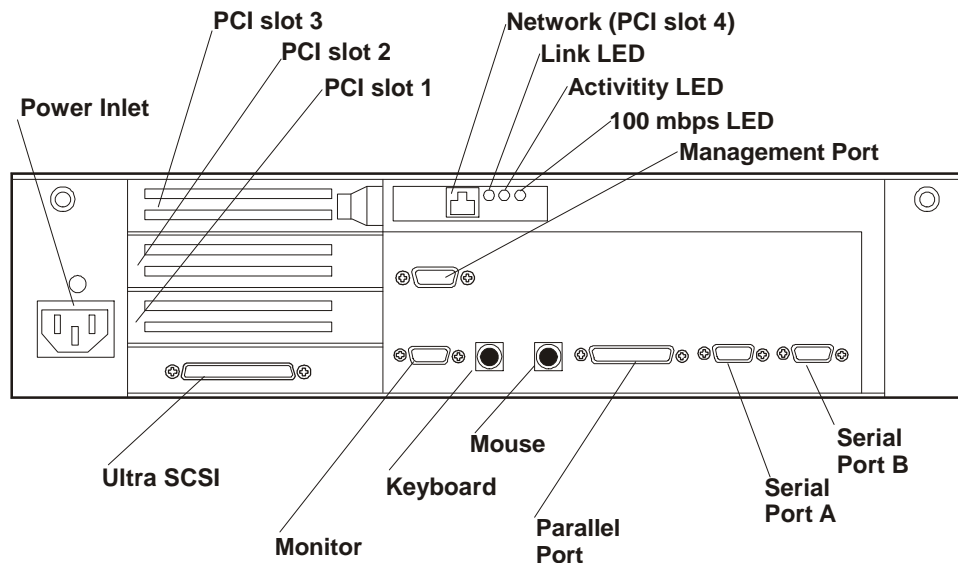 PCI slot 3
PCI slot 2
PCI slot 1
Power Inlet
Network (PCI slot 4)
Link LED
Activitity LED
100 mbps LED
Management Port
Ultra SCSI
Monitor
Keyboard
Mouse
Parallel
Port
Serial
Port A
Serial
Port B